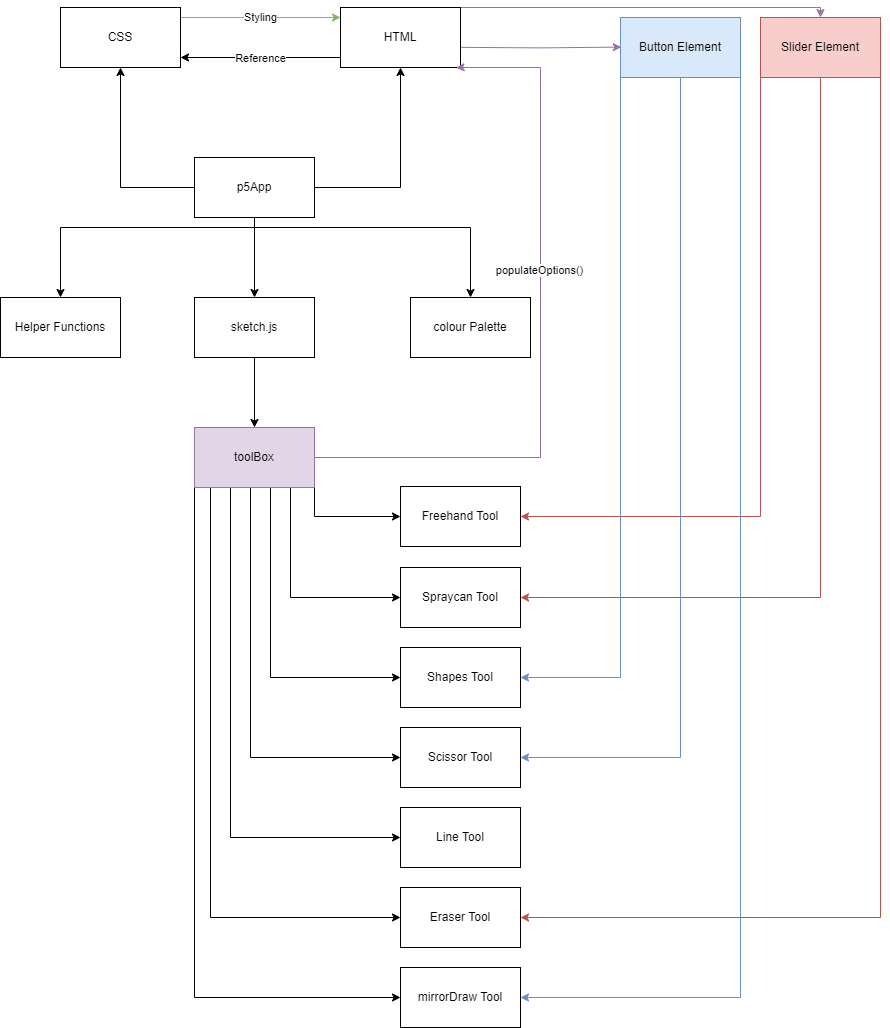 Styling
CSS
HTML
Button Element
Slider Element
Reference
p5App
populateOptions()
Helper Functions
sketch.js
colour Palette
toolBox
Freehand Tool
Spraycan Tool
Shapes Tool
Scissor Tool
Line Tool
Eraser Tool
mirrorDraw Tool